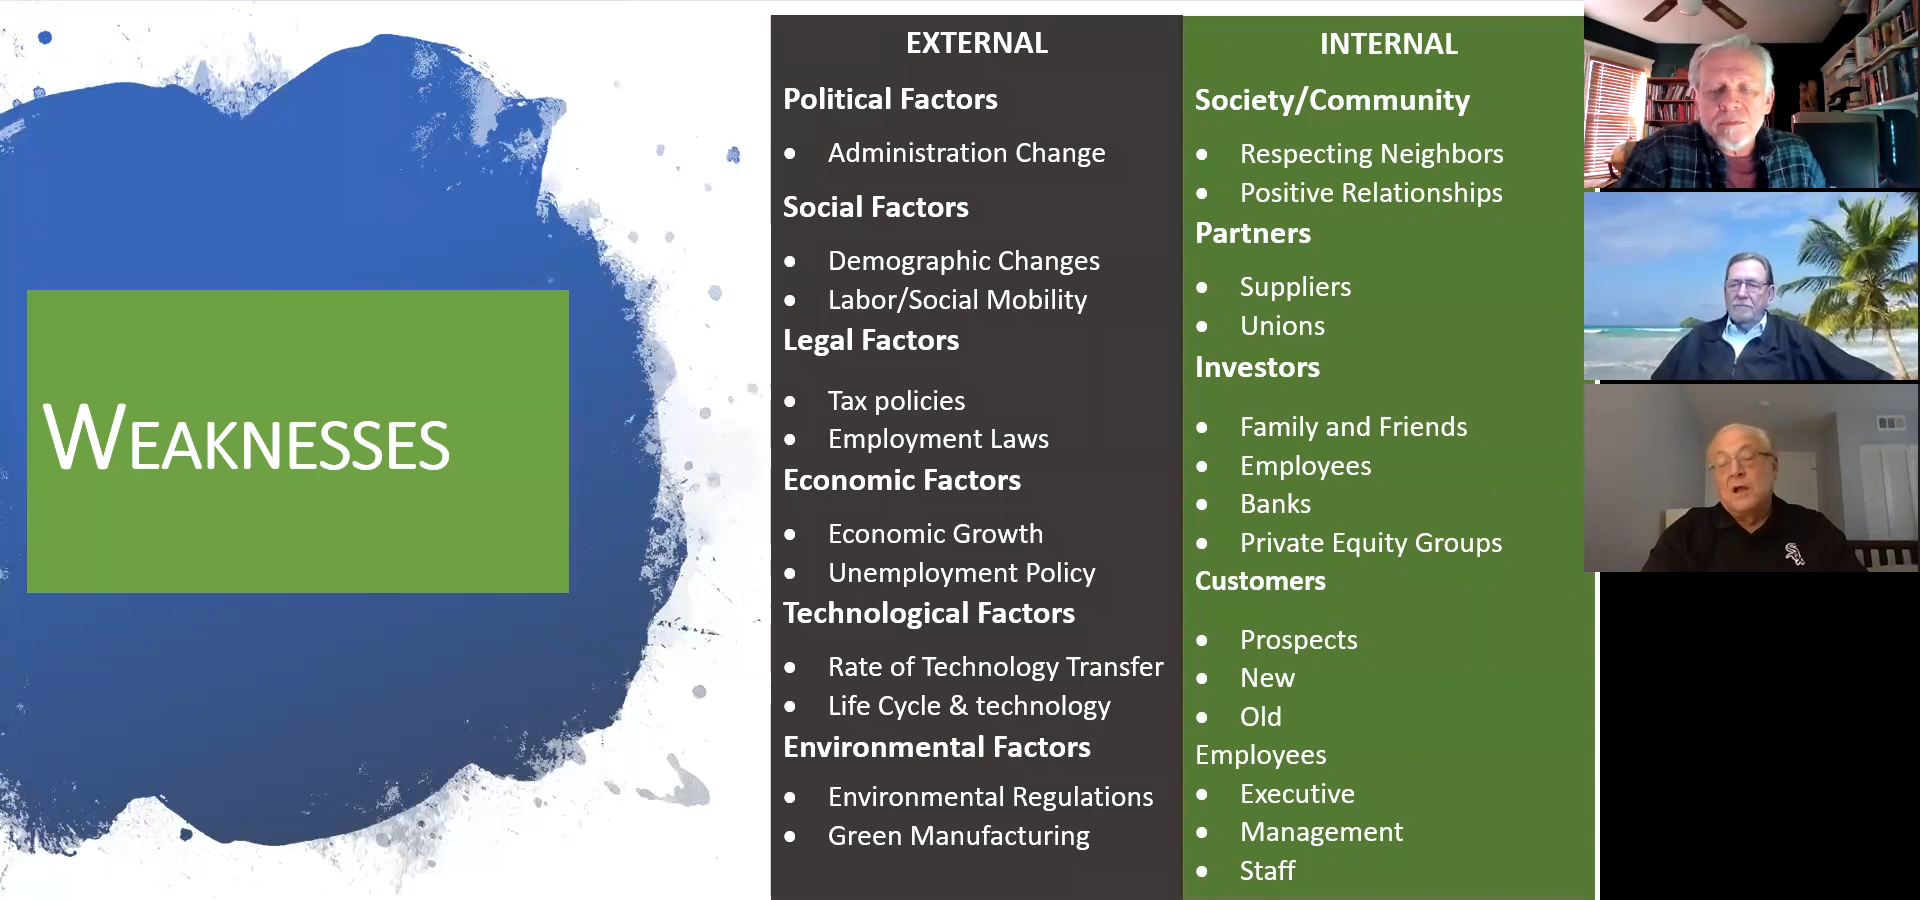 WEAKNESSES
EXTERNAL
Political Factors
• Administration Change
Social Factors
• Demographic Changes
• Labor/Social Mobility
Legal Factors
• Tax policies
• Employment Laws
Economic Factors
• Economic Growth
• Unemployment Policy
Technological Factors
• Rate of Technology Transfer
• Life Cycle & technology
Environmental Factors
• Environmental Regulations
• Green Manufacturing
INTERNAL
Society/Community
• Respecting Neighbors
• Positive Relationships
Partners
• Suppliers
• Unions
Investors
• Family and Friends
• Employees
• Banks
• Private Equity Groups
Customers
• Prospects
• New
• Old
Employees
• Executive
• Management
• Staff